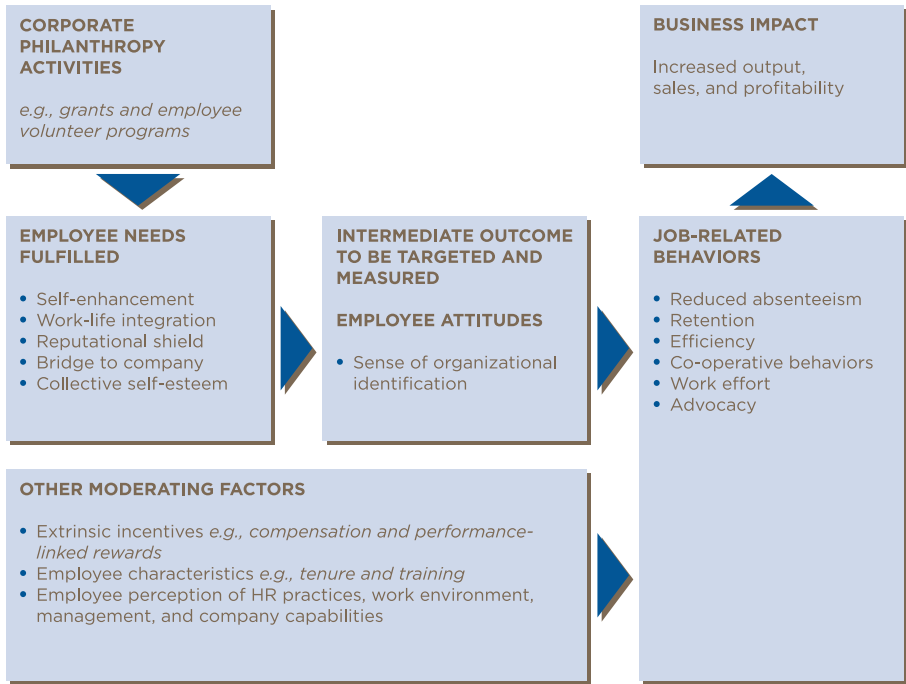 CORPORATE
PHILANTHROPY
ACTIVITIES
e.g., grants and employee
volunteer programs
BUSINESS IMPACT
Increased output,
sales, and profitability
EMPLOYEE NEEDS
FULFILLED
• Self-enhancement
• Work-life integration
• Reputational shield
• Bridge to company
• Collective self-esteem
INTERMEDIATE OUTCOME
TO BE TARGETED AND
MEASURED
EMPLOYEE ATTITUDES
• Sense of organizational
identification
JOB-RELATED
BEHAVIORS
• Reduced absenteeism
• Retention
• Efficiency
• Co-operative behaviors
• Work effort
• Advocacy
OTHER MODERATING FACTORS
• Extrinsic incentives e.g., compensation and performance-
linked rewards
• Employee characteristics e.g., tenure and training
• Employee perception of HR practices, work environment,
management, and company capabilities